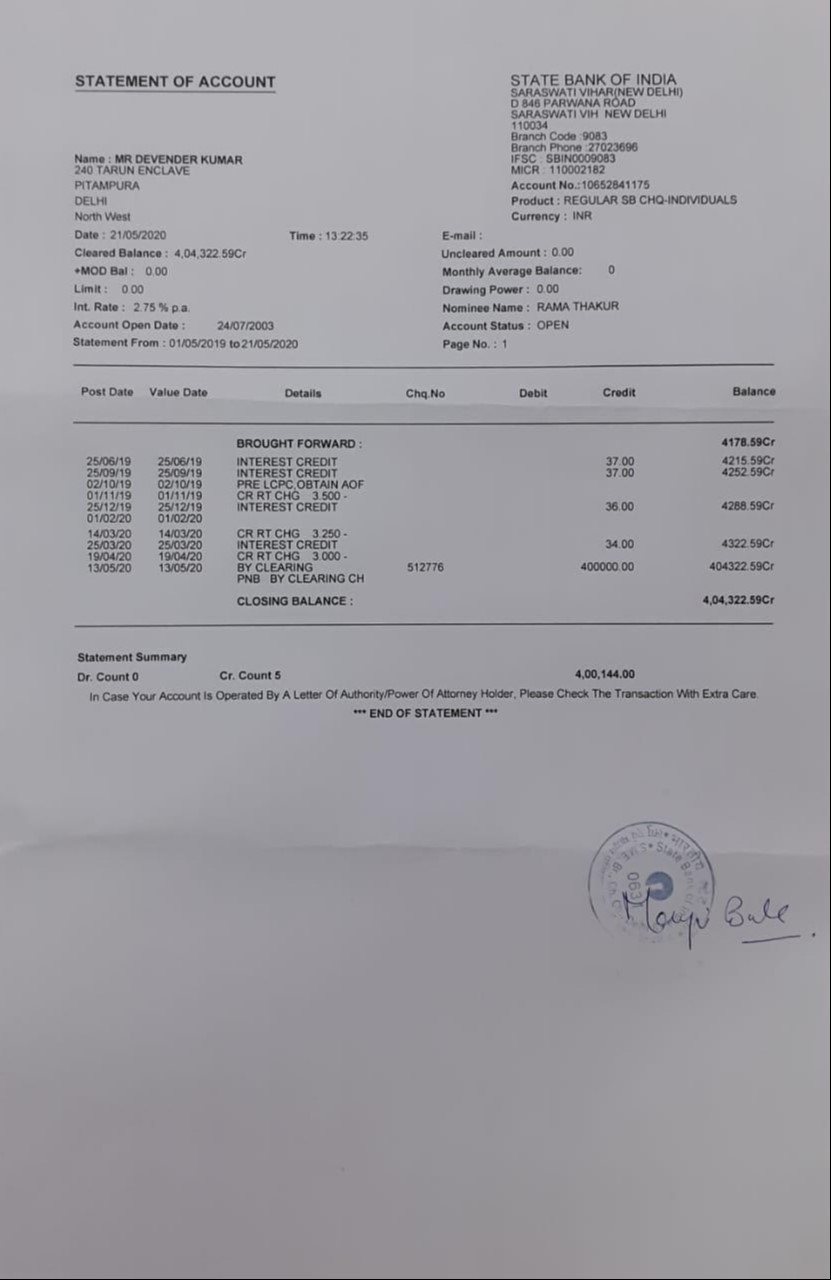 STATEMENT OF ACCOUNT
STATE BANK OF INDIA
SARASWATI VIHAR(NEW DELHI)
D 846 PARWANA ROAD
SARASWATI VIH NEW DELHI
110034
Branch Code :9083
Branch Phone :27023696
IFSC : SBIN0009083
MICR : 110002182
Account No.:10652841175
Product : REGULAR SB CHQ-INDIVIDUALS
Currency : INR
Name : MR DEVENDER KUMAR
240 TARUN ENCLAVE
PITAMPURA
DELHI
North West
Date : 21/05/2020 Time : 13:22:35 E-mail :
Cleared Balance : 4,04,322.59Cr Uncleared Amount : 0.00
+MOD Bal : 0.00 Monthly Average Balance: 0
Limit : 0.00 Drawing Power : 0.00
Int. Rate : 2.75 % p.a. Nominee Name : RAMA THAKUR
Account Open Date : 24/07/2003 Account Status : OPEN
Statement From : 01/05/2019 to 21/05/2020 Page No. : 1
Post Date Value Date Details Chq.No Debit Credit Balance
BROUGHT FORWARD : 4178.59Cr
25/06/19 25/06/19 INTEREST CREDIT 37.00 4215.59Cr
25/09/19 25/09/19 INTEREST CREDIT 37.00 4252.59Cr
02/10/19 02/10/19 PRE LCPC,OBTAIN AOF
01/11/19 01/11/19 CR RT CHG 3.500 -
25/12/19 25/12/19 INTEREST CREDIT 36.00 4288.59Cr
01/02/20 01/02/20
14/03/20 14/03/20 CR RT CHG 3.250 -
25/03/20 25/03/20 INTEREST CREDIT 34.00 4322.59Cr
19/04/20 19/04/20 CR RT CHG 3.000 -
13/05/20 13/05/20 BY CLEARING 512776 400000.00 404322.59Cr
PNB BY CLEARING CH
CLOSING BALANCE : 4,04,322.59Cr
Statement Summary
Dr. Count 0 Cr. Count 5 4,00,144.00
In Case Your Account Is Operated By A Letter Of Authority/Power Of Attorney Holder, Please Check The Transaction With Extra Care.
*** END OF STATEMENT ***
State Bank of